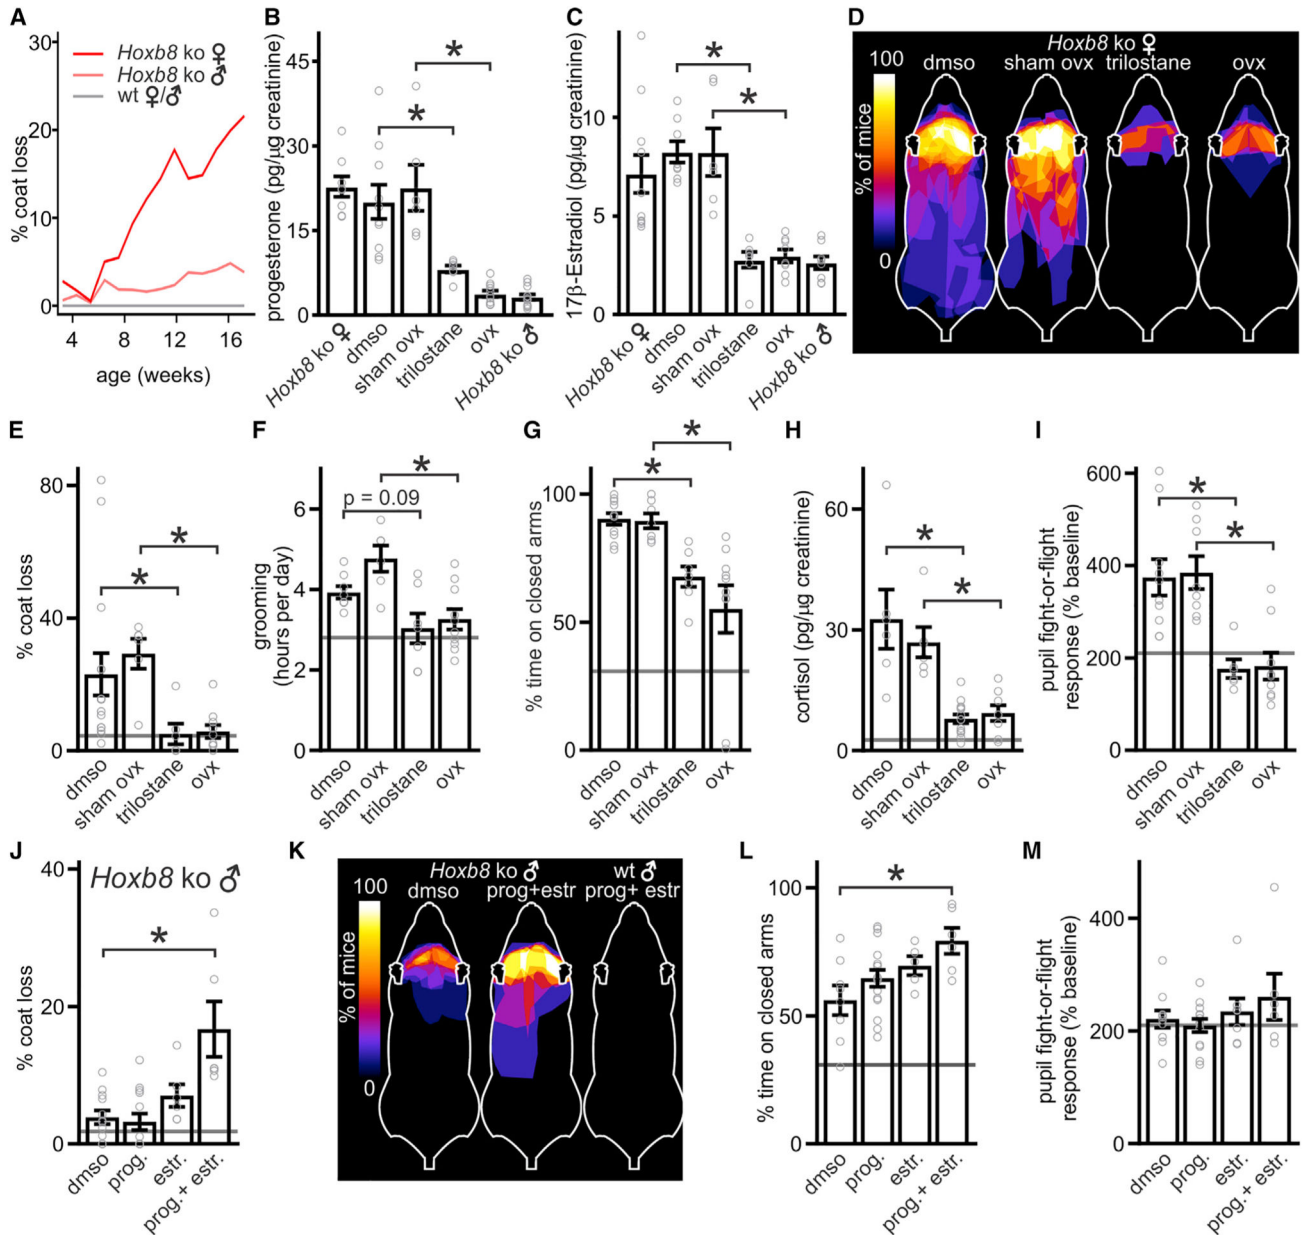 A
% coat loss
30
20
10
0
Hoxb8 ko ♀
Hoxb8 ko ♂
wt ♀/♂
4 8 12 16
age (weeks)
B
progesterone (pg/µg creatinine)
45
30
15
0
*
*
Hoxb8 ko ♀
dmso
sham ovx
trilostane
ovx
Hoxb8 ko ♂
C
17β-Estradiol (pg/µg creatinine)
10
5
0
*
*
Hoxb8 ko ♀
dmso
sham ovx
trilostane
ovx
Hoxb8 ko ♂
D
Hoxb8 ko ♀
100
% of mice
0
dmso
sham ovx
trilostane
ovx
E
% coat loss
80
40
0
*
*
dmso
sham ovx
trilostane
ovx
F
grooming
(hours per day)
6
4
2
0
*
p = 0.09
dmso
sham ovx
trilostane
ovx
G
% time on closed arms
100
50
0
*
*
dmso
sham ovx
trilostane
ovx
H
cortisol (pg/µg creatinine)
60
30
0
*
*
dmso
sham ovx
trilostane
ovx
I
pupil fight-or-flight
response (% baseline)
600
400
200
0
*
*
dmso
sham ovx
trilostane
ovx
J
% coat loss
40
20
0
Hoxb8 ko ♂
*
dmso
prog.
estr.
prog. + estr.
K
Hoxb8 ko ♂
wt ♂
100
% of mice
0
dmso
prog+estr
prog+ estr
L
% time on closed arms
100
50
0
*
dmso
prog.
estr.
prog. + estr.
M
pupil fight-or-flight
response (% baseline)
400
200
0
dmso
prog.
estr.
prog. + estr.